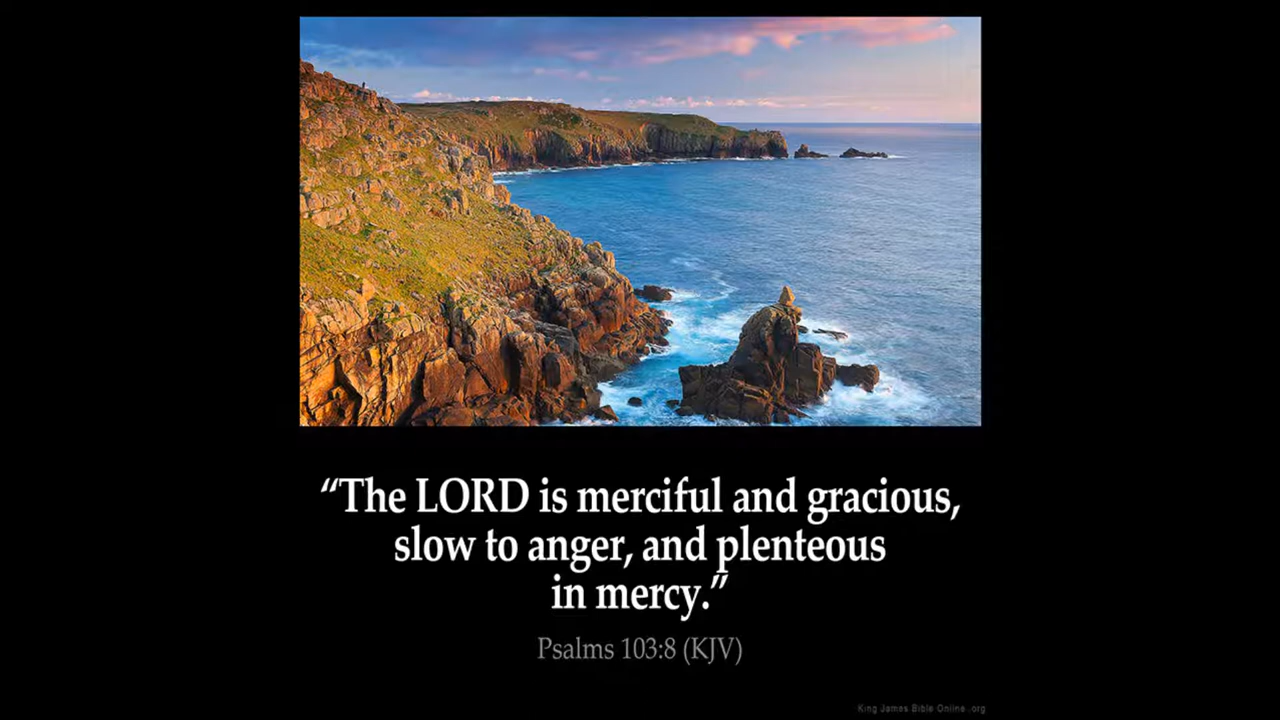 “The LORD is merciful and gracious,
slow to anger, and plenteous
in mercy.”
Psalms 103:8 (KJV)
King James Bible Online .org